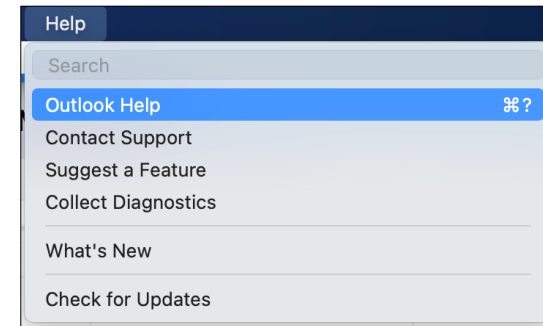 Help
Search
Outlook Help ⌘?
Contact Support
Suggest a Feature
Collect Diagnostics
What's New
Check for Updates